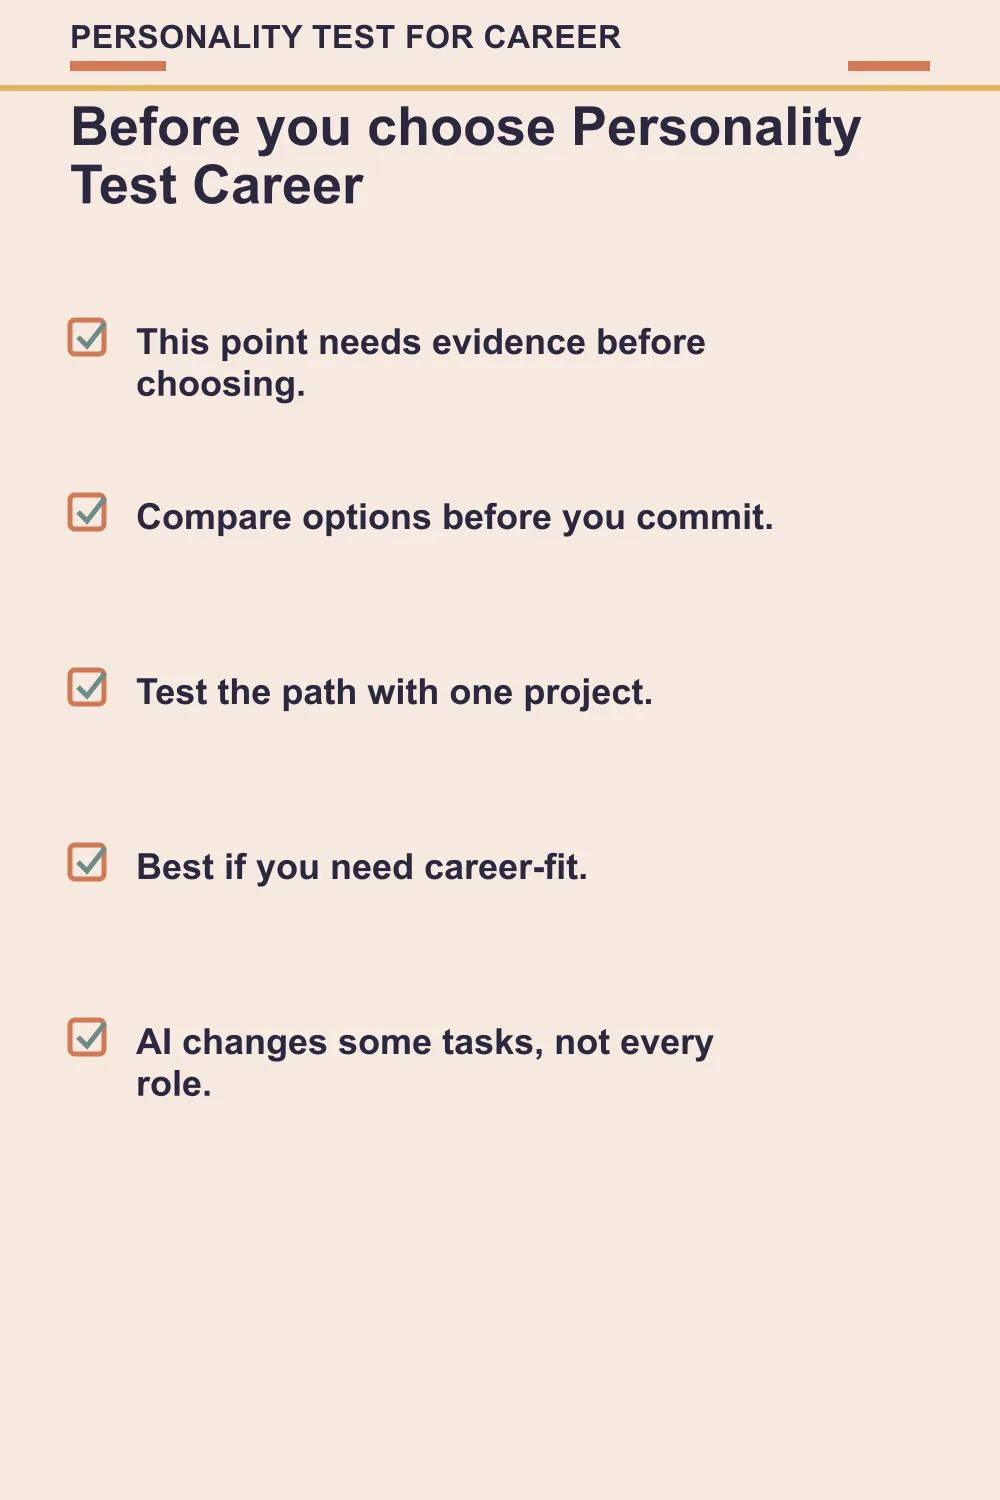 PERSONALITY TEST FOR CAREER
Before you choose Personality
Test Career
This point needs evidence before
choosing.
Compare options before you commit.
Test the path with one project.
Best if you need career-fit.
AI changes some tasks, not every
role.